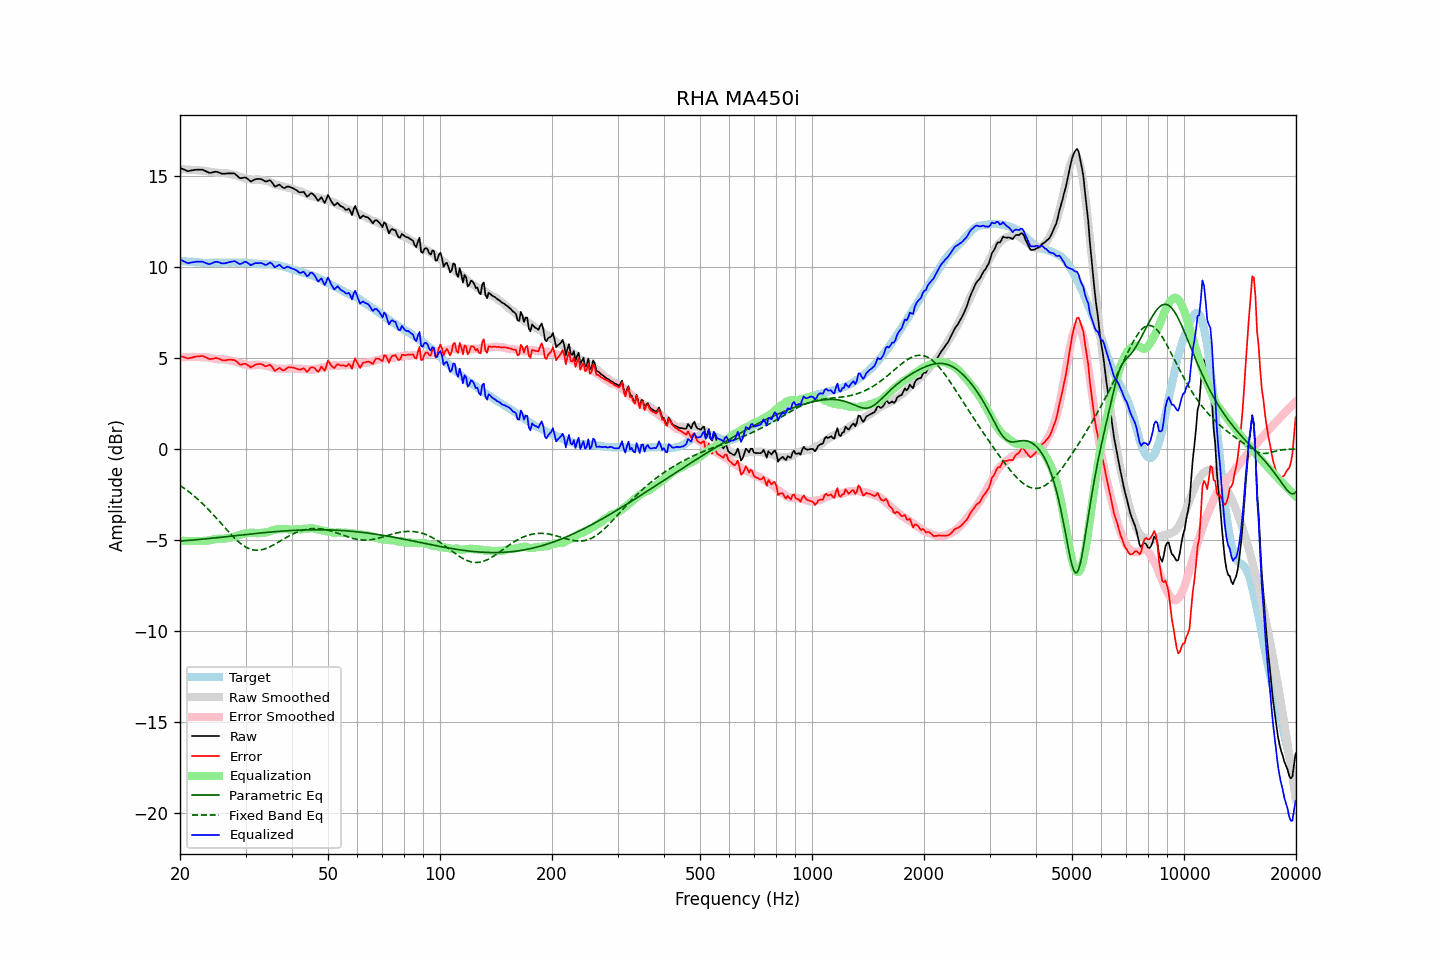 RHA MA450i
Amplitude (dBr)
15
10
5
0
−5
−10
−15
−20
Target
Raw Smoothed
Error Smoothed
Raw
Error
Equalization
Parametric Eq
Fixed Band Eq
Equalized
20 50 100 200 500 1000 2000 5000 10000 20000
Frequency (Hz)